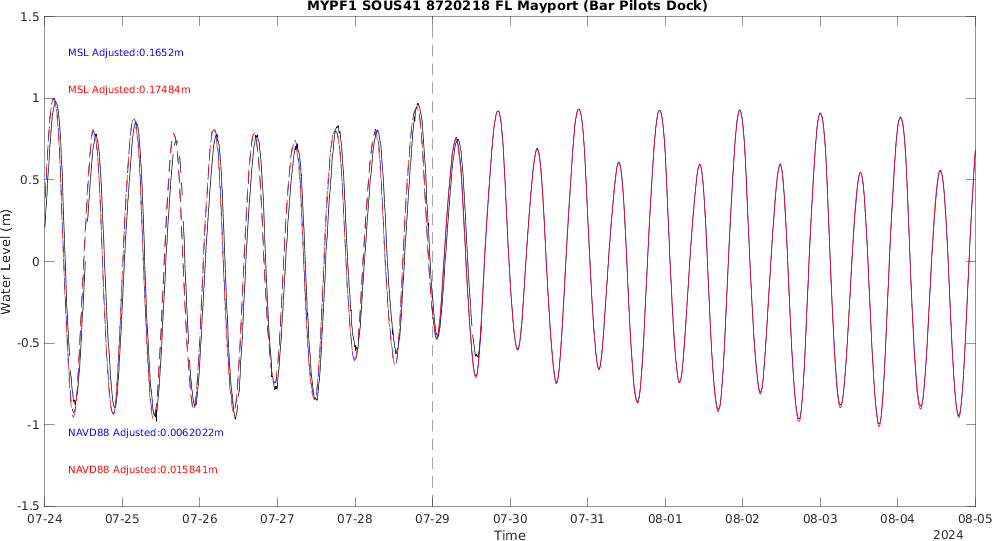 MYPF1 SOUS41 8720218 FL Mayport (Bar Pilots Dock)
1.5
MSL Adjusted:0.1652m
MSL Adjusted:0.17484m
1
0.5
0
-0.5
-1
-1.5
Water Level (m)
NAVD88 Adjusted:0.0062022m
NAVD88 Adjusted:0.015841m
07-24 07-25 07-26 07-27 07-28 07-29 07-30 07-31 08-01 08-02 08-03 08-04 08-05
Time
2024